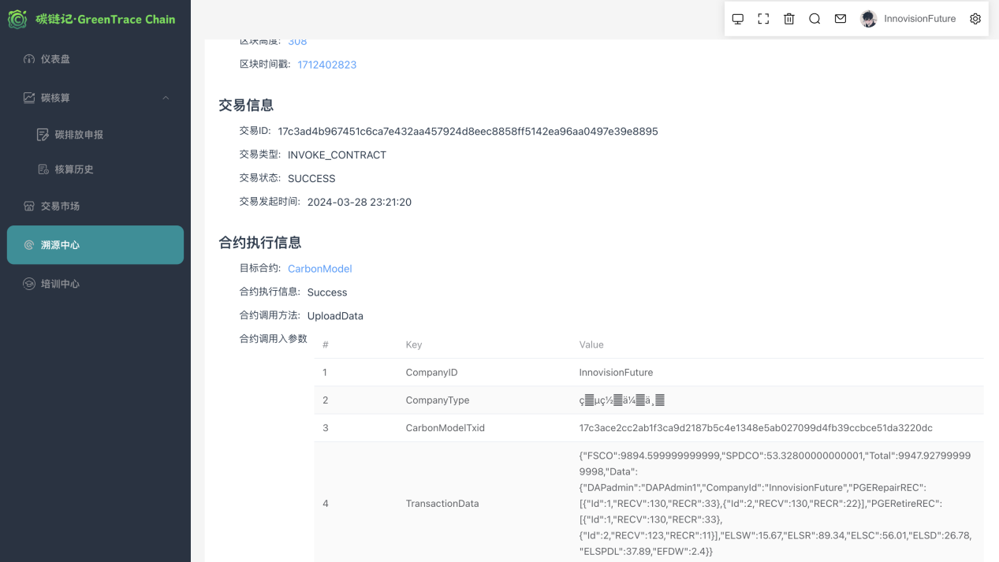 碳链记·GreenTrace Chain
InnovisionFuture
仪表盘
碳核算
碳排放申报
核算历史
交易市场
溯源中心
培训中心
区块高度: 308
区块时间戳: 1712402823
交易信息
交易ID: 17c3ad4b967451c6ca7e432aa457924d8eec8858ff5142ea96aa0497e39e8895
交易类型: INVOKE_CONTRACT
交易状态: SUCCESS
交易发起时间: 2024-03-28 23:21:20
合约执行信息
目标合约: CarbonModel
合约执行信息: Success
合约调用方法: UploadData
合约调用入参数
# Key Value
1 CompanyID InnovisionFuture
2 CompanyType
3 CarbonModelTxid 17c3ace2cc2ab1f3ca9d2187b5c4e1348e5ab027099d4fb39ccbce51da3220dc
4 TransactionData
{"FSCO":9894.599999999999,"SPDCO":53.32800000000001,"Total":9947.927999999
9998,"Data":
{"DAPadmin":"DAPAdmin1","CompanyId":"InnovisionFuture","PGERepairREC":
[{"Id":1,"RECV":130,"RECR":33},{"Id":2,"RECV":130,"RECR":22}],"PGERetireREC":
[{"Id":1,"RECV":130,"RECR":33},
{"Id":2,"RECV":123,"RECR":11}],"ELSW":15.67,"ELSR":89.34,"ELSC":56.01,"ELSD":26.78,
"ELSPDL":37.89,"EFDW":2.4}}